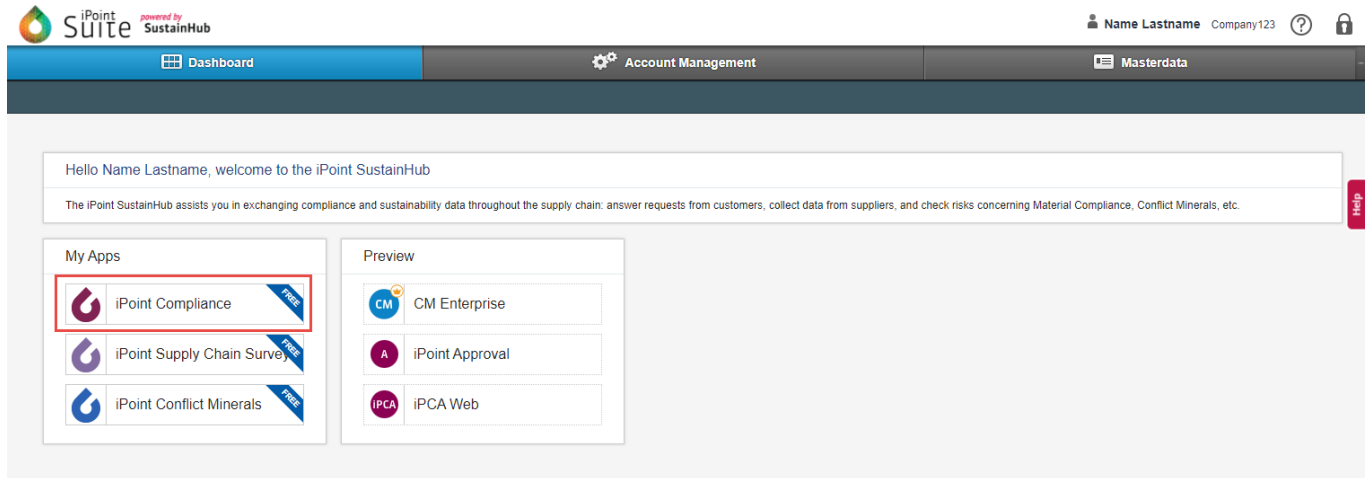 iPoint
Suite powered by SustainHub
Name Lastname Company123 ?
Dashboard
Account Management
Masterdata
Hello Name Lastname, welcome to the iPoint SustainHub
The iPoint SustainHub assists you in exchanging compliance and sustainability data throughout the supply chain: answer requests from customers, collect data from suppliers, and check risks concerning Material Compliance, Conflict Minerals, etc.
Help
My Apps
iPoint Compliance FREE
iPoint Supply Chain Survey FREE
iPoint Conflict Minerals FREE
Preview
CM CM Enterprise
A iPoint Approval
iPCA iPCA Web